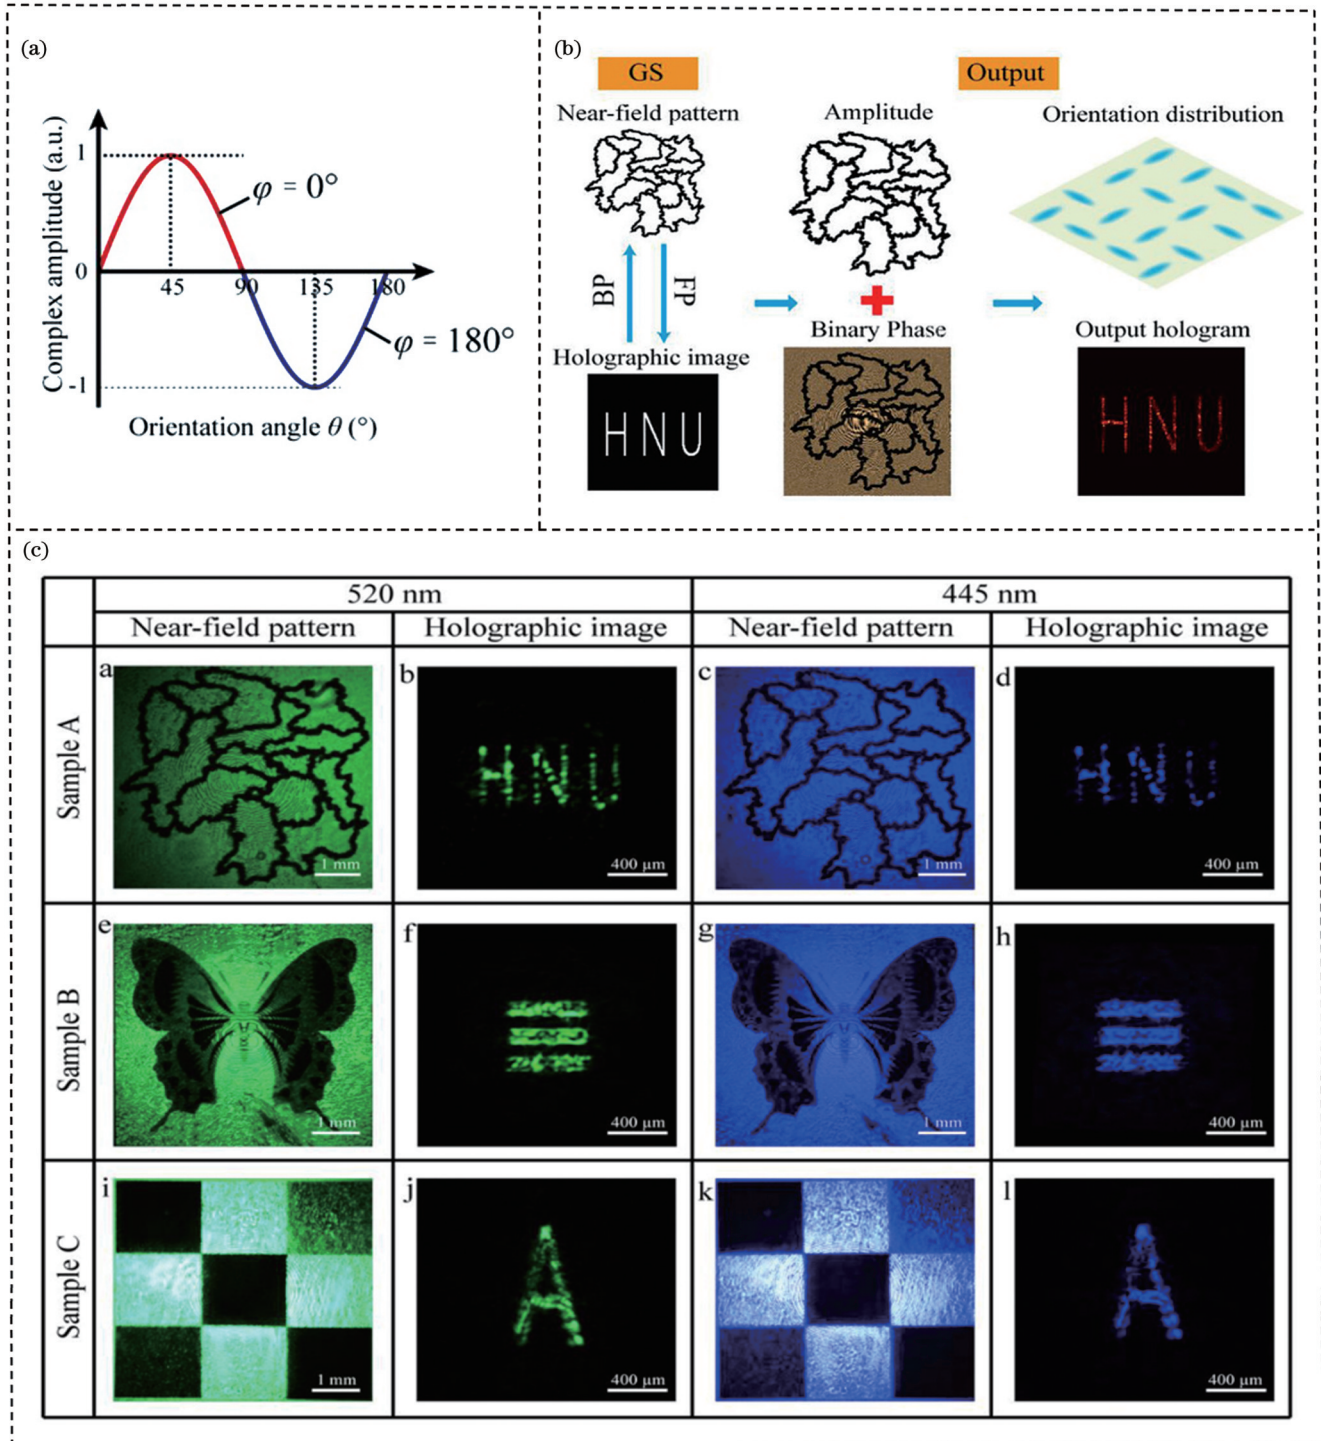 (a)
Complex amplitude (a.u.)
1
0
-1
45
90
135
180
φ = 0°
φ = 180°
Orientation angle θ (°)
(b)
GS
Output
Near-field pattern
Amplitude
Orientation distribution
BP
FP
Holographic image
Binary Phase
Output hologram
H N U
H N U
(c)
520 nm
445 nm
Near-field pattern
Holographic image
Near-field pattern
Holographic image
Sample A
a
1 mm
b
HNU
400 μm
c
1 mm
d
HNU
400 μm
Sample B
e
1 mm
f
400 μm
g
1 mm
h
400 μm
Sample C
i
1 mm
j
A
400 μm
k
1 mm
l
A
400 μm